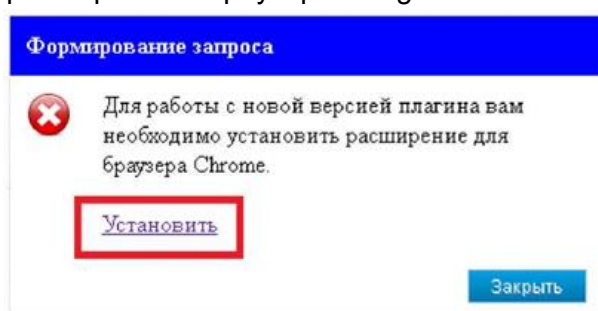 Формирование запроса
Для работы с новой версией плагина вам
необходимо установить расширение для
браузера Chrome.
Установить
Закрыть